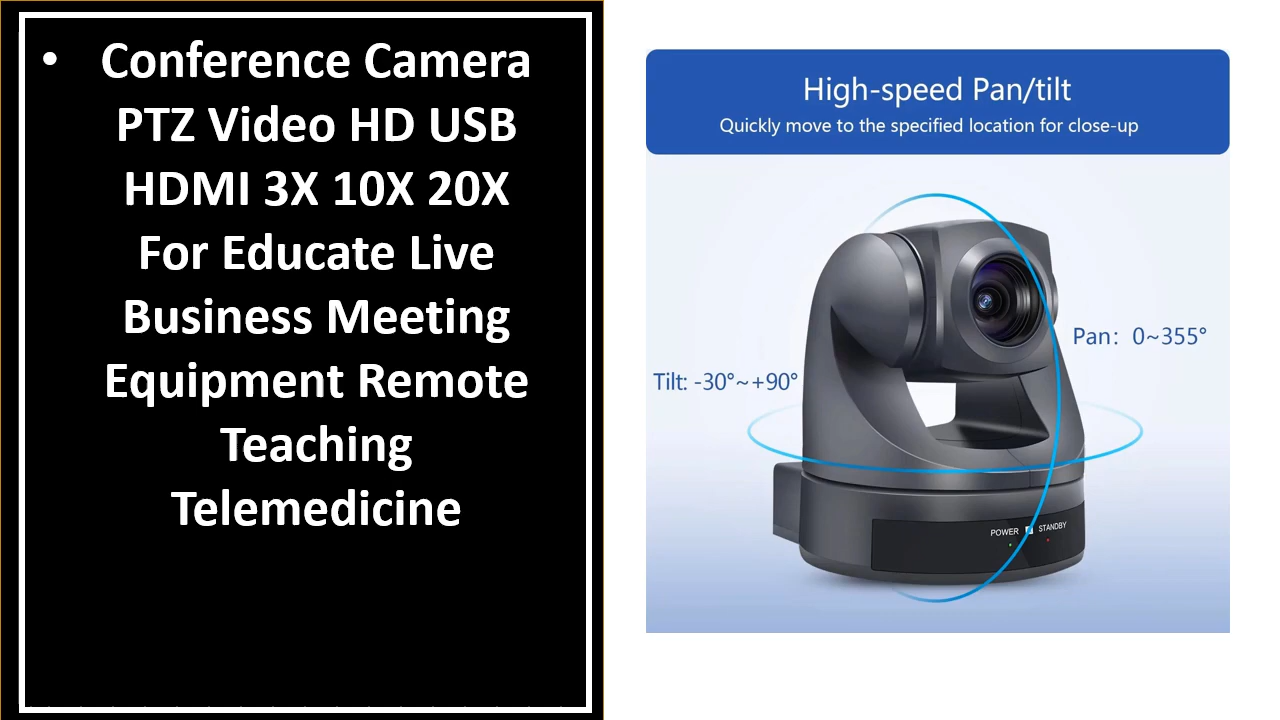 • Conference Camera
PTZ Video HD USB
HDMI 3X 10X 20X
For Educate Live
Business Meeting
Equipment Remote
Teaching
Telemedicine
High-speed Pan/tilt
Quickly move to the specified location for close-up
Pan: 0~355°
Tilt: -30°~+90°
POWER STANDBY